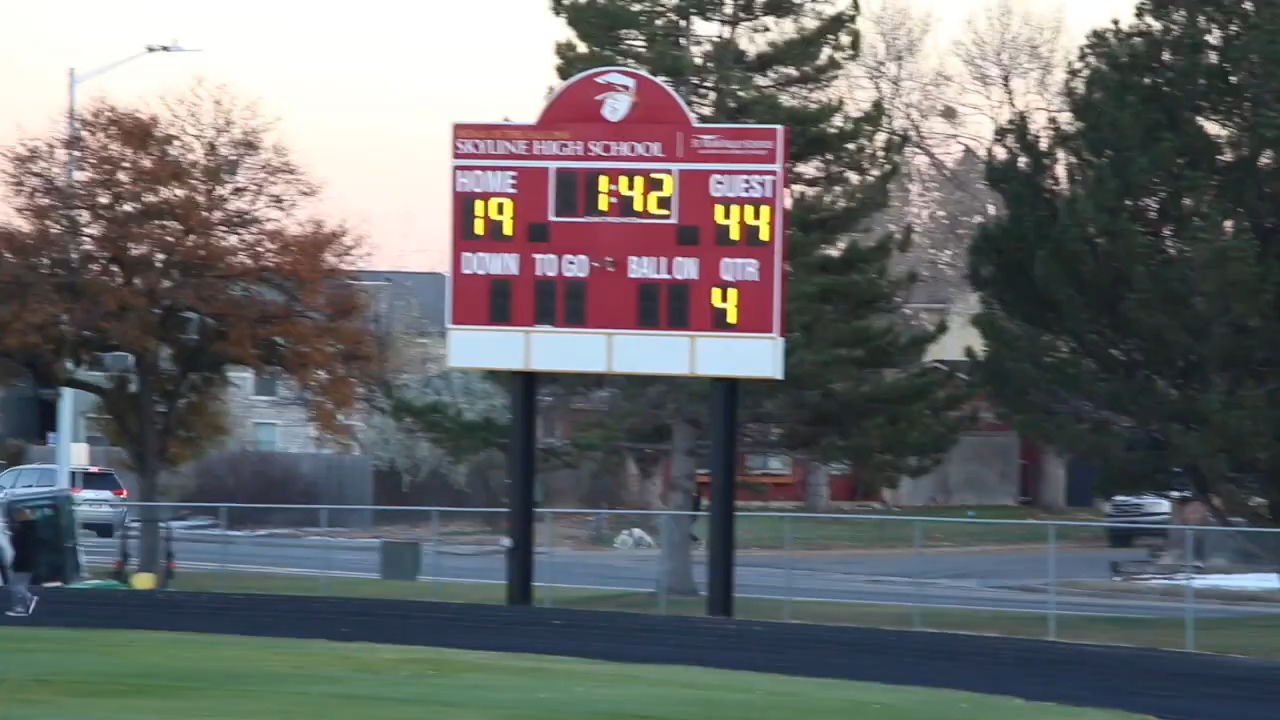 SKYLINE HIGH SCHOOL
HOME 1:42 GUEST
19 44
DOWN TO GO BALL ON QTR
4